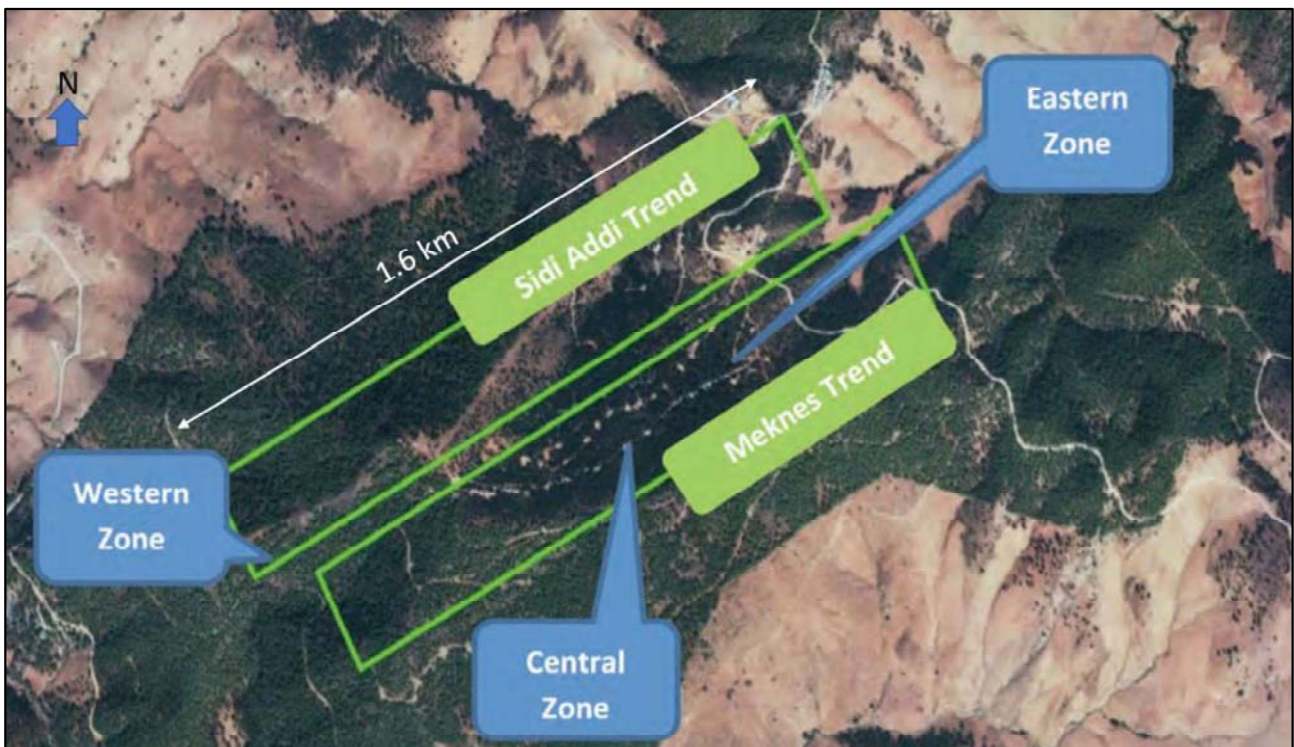 N
Eastern
Zone
Sidi Addi Trend
1.6 km
Meknes Trend
Western
Zone
Central
Zone